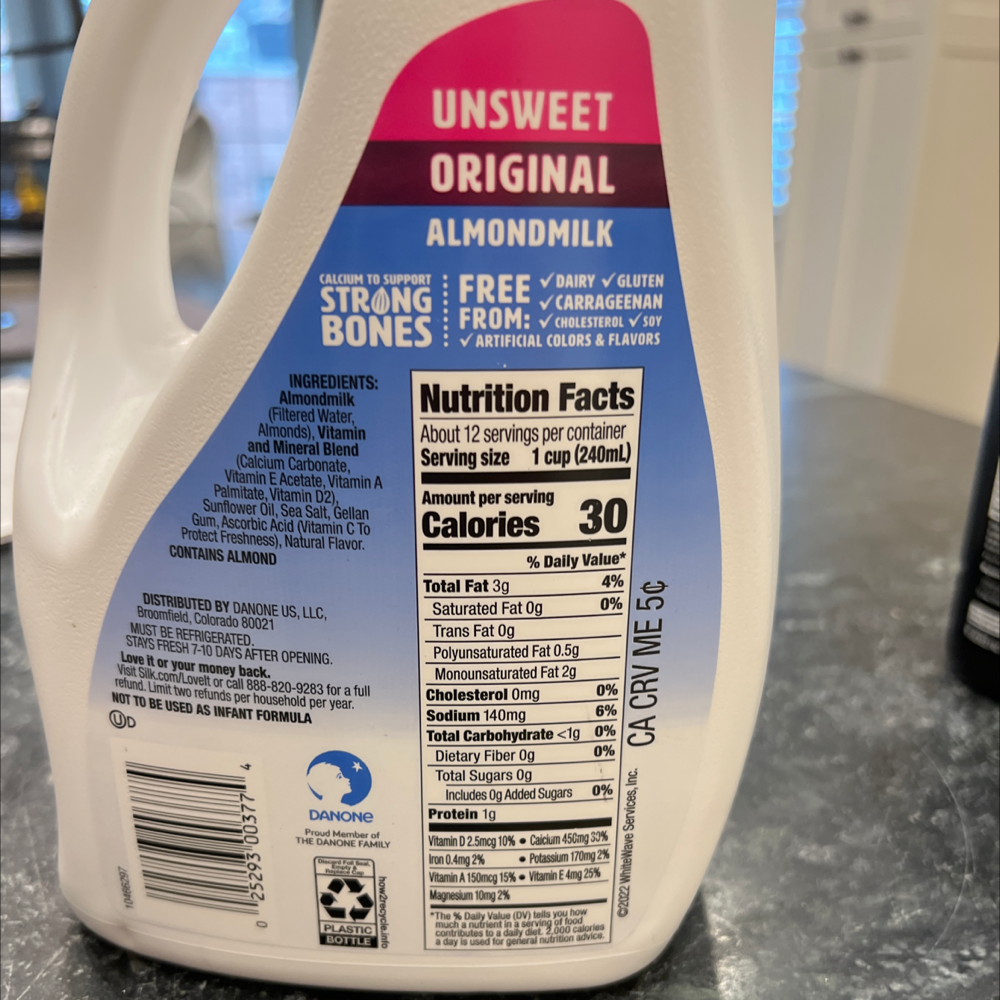 UNSWEET
ORIGINAL
ALMONDMILK
CALCIUM TO SUPPORT
STRONG
BONES
FREE
FROM:
✓DAIRY ✓GLUTEN
✓CARRAGEENAN
✓CHOLESTEROL ✓SOY
✓ARTIFICIAL COLORS & FLAVORS
INGREDIENTS:
Almondmilk
(Filtered Water,
Almonds), Vitamin
and Mineral Blend
(Calcium Carbonate,
Vitamin E Acetate, Vitamin A
Palmitate, Vitamin D2),
Sunflower Oil, Sea Salt, Gellan
Gum, Ascorbic Acid (Vitamin C To
Protect Freshness), Natural Flavor.
CONTAINS ALMOND
DISTRIBUTED BY DANONE US, LLC,
Broomfield, Colorado 80021
MUST BE REFRIGERATED.
STAYS FRESH 7-10 DAYS AFTER OPENING.
Love it or your money back.
Visit Silk.com/LoveIt or call 888-820-9283 for a full
refund. Limit two refunds per household per year.
NOT TO BE USED AS INFANT FORMULA
UD
10486297
0 25293 00377 4
DANONE
Proud Member of
THE DANONE FAMILY
Discard Foil Seal,
Empty &
Replace Cap
PLASTIC
BOTTLE
how2recycle.info
Nutrition Facts
About 12 servings per container
Serving size 1 cup (240mL)
Amount per serving
Calories 30
% Daily Value*
Total Fat 3g 4%
Saturated Fat 0g 0%
Trans Fat 0g
Polyunsaturated Fat 0.5g
Monounsaturated Fat 2g
Cholesterol 0mg 0%
Sodium 140mg 6%
Total Carbohydrate <1g 0%
Dietary Fiber 0g 0%
Total Sugars 0g
Includes 0g Added Sugars 0%
Protein 1g
Vitamin D 2.5mcg 10% • Calcium 450mg 30%
Iron 0.4mg 2% • Potassium 170mg 2%
Vitamin A 150mcg 15% • Vitamin E 4mg 25%
Magnesium 10mg 2%
*The % Daily Value (DV) tells you how
much a nutrient in a serving of food
contributes to a daily diet. 2,000 calories
a day is used for general nutrition advice.
CA CRV ME 5¢
©2022 WhiteWave Services, Inc.